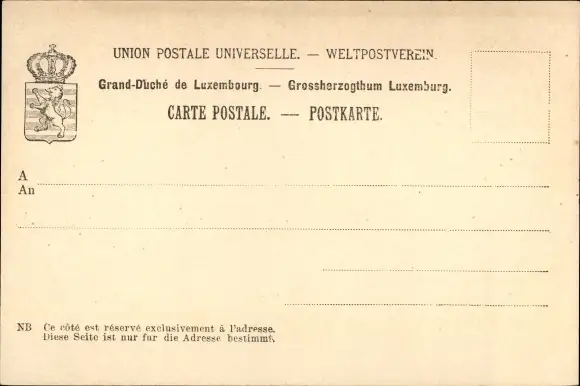 UNION POSTALE UNIVERSELLE. — WELTPOSTVEREIN.
Grand-Duché de Luxembourg. — Grossherzogthum Luxemburg.
CARTE POSTALE. — POSTKARTE.
A
An
NB Ce côté est réservé exclusivement à l'adresse.
Diese Seite ist nur fur die Adresse bestimmt.